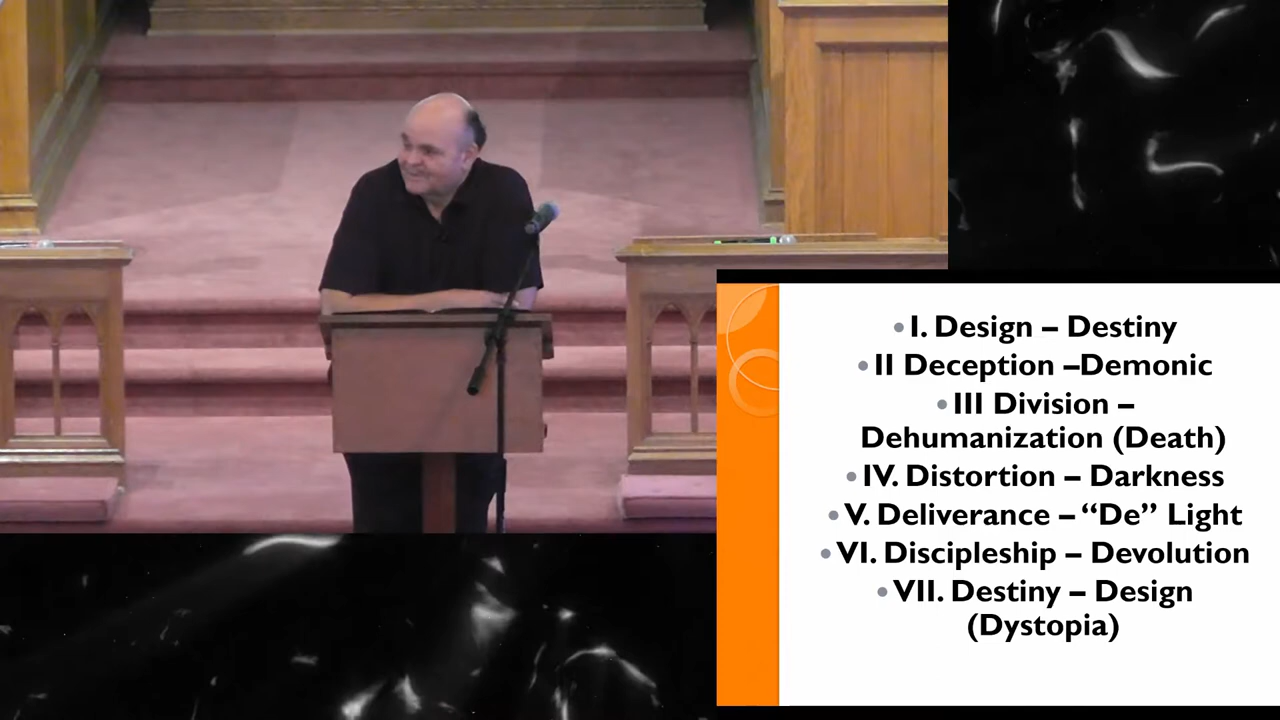 •I. Design – Destiny
•II Deception –Demonic
•III Division –
Dehumanization (Death)
•IV. Distortion – Darkness
•V. Deliverance – “De” Light
•VI. Discipleship – Devolution
•VII. Destiny – Design
(Dystopia)